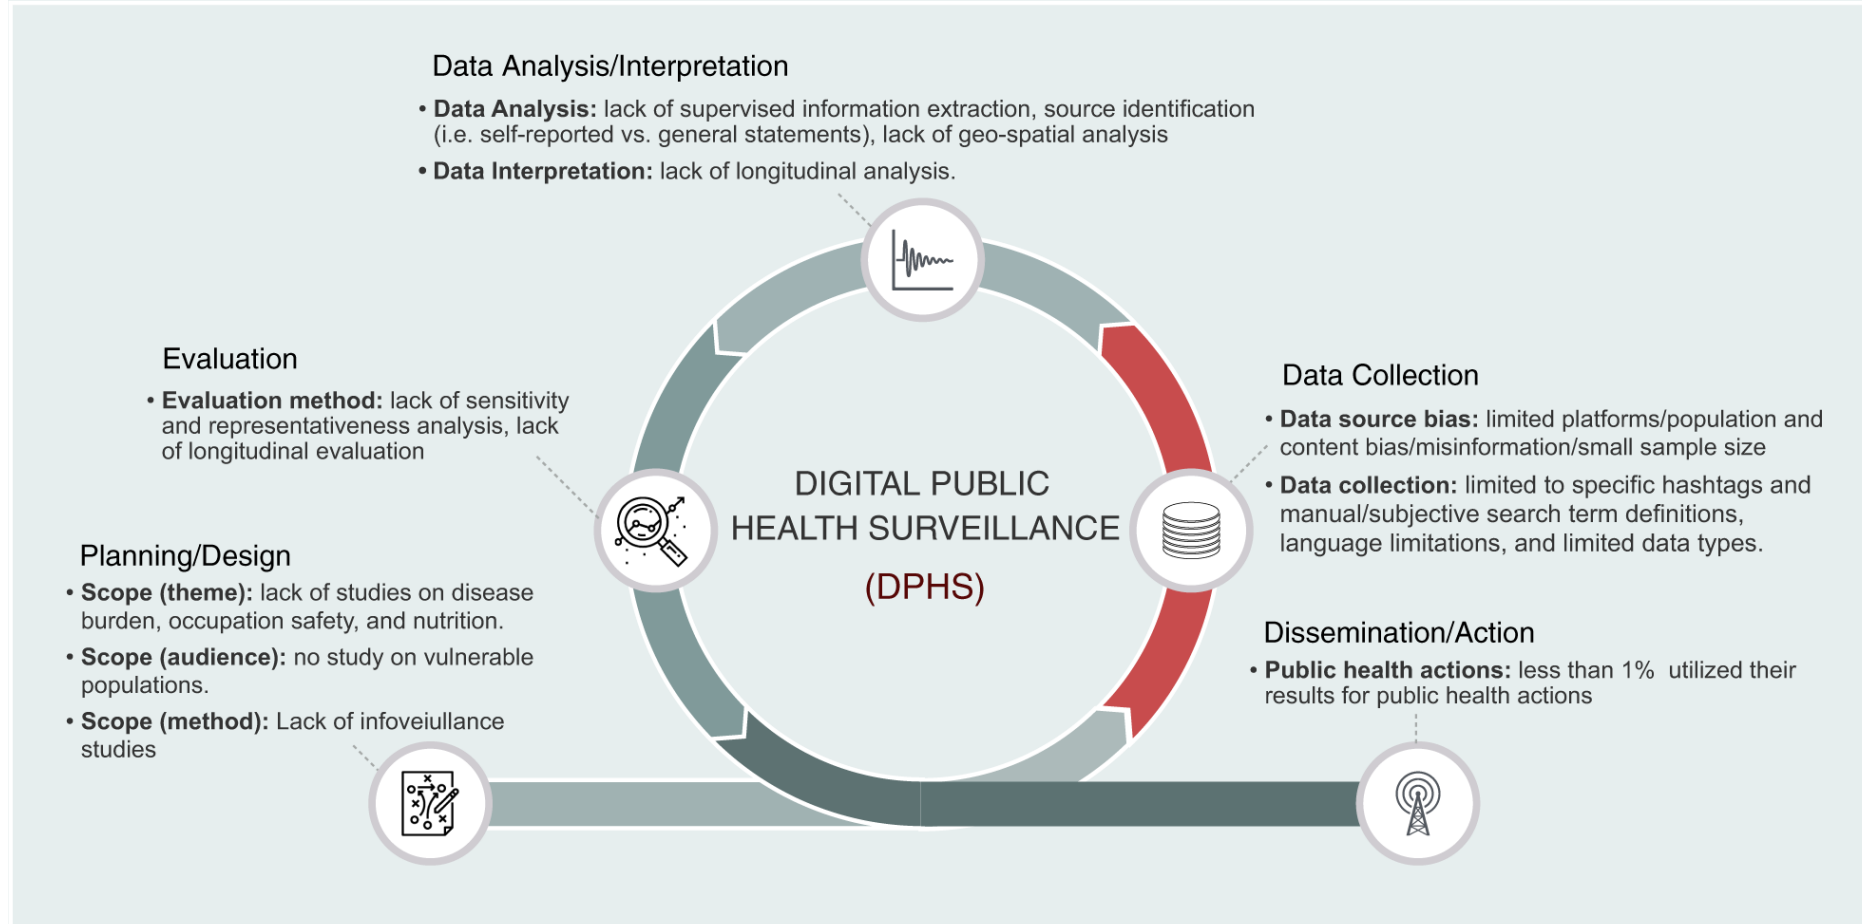 Data Analysis/Interpretation
• Data Analysis: lack of supervised information extraction, source identification
(i.e. self-reported vs. general statements), lack of geo-spatial analysis
• Data Interpretation: lack of longitudinal analysis.
Evaluation
• Evaluation method: lack of sensitivity
and representativeness analysis, lack
of longitudinal evaluation
Data Collection
• Data source bias: limited platforms/population and
content bias/misinformation/small sample size
• Data collection: limited to specific hashtags and
manual/subjective search term definitions,
language limitations, and limited data types.
DIGITAL PUBLIC
HEALTH SURVEILLANCE
(DPHS)
Planning/Design
• Scope (theme): lack of studies on disease
burden, occupation safety, and nutrition.
• Scope (audience): no study on vulnerable
populations.
• Scope (method): Lack of infoveiullance
studies
Dissemination/Action
• Public health actions: less than 1% utilized their
results for public health actions